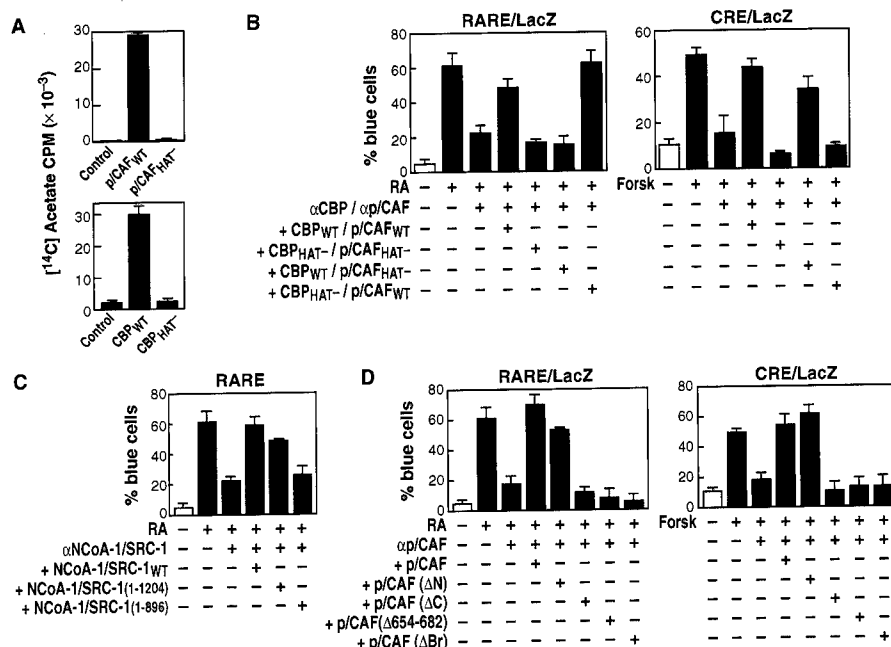 A
[14C] Acetate CPM (× 10–3)
30
20
10
0
Control
p/CAFWT
p/CAFHAT–
30
20
10
0
Control
CBPWT
CBPHAT–
B
RARE/LacZ
% blue cells
80
60
40
20
0
RA – + + + + + +
αCBP / αp/CAF – – + + + + +
+ CBPWT / p/CAFWT – – – + – – –
+ CBPHAT– / p/CAFHAT– – – – – + – –
+ CBPWT / p/CAFHAT– – – – – – + –
+ CBPHAT– / p/CAFWT – – – – – – +
CRE/LacZ
60
40
20
0
Forsk – + + + + + +
– – + + + + +
– – – + – – –
– – – – + – –
– – – – – + –
– – – – – – +
C
RARE
% blue cells
80
60
40
20
0
RA – + + + + +
αNCoA-1/SRC-1 – – + + + +
+ NCoA-1/SRC-1WT – – – + – –
+ NCoA-1/SRC-1(1-1204) – – – – + –
+ NCoA-1/SRC-1(1-896) – – – – – +
D
RARE/LacZ
% blue cells
80
60
40
20
0
RA – + + + + + + +
αp/CAF – – + + + + + +
+ p/CAF – – – + – – – –
+ p/CAF (ΔN) – – – – + – – –
+ p/CAF (ΔC) – – – – – + – –
+ p/CAF(Δ654-682) – – – – – – + –
+ p/CAF (ΔBr) – – – – – – – +
CRE/LacZ
80
60
40
20
0
Forsk – + + + + + + +
– – + + + + + +
– – – + – – – –
– – – – + – – –
– – – – – + – –
– – – – – – + –
– – – – – – – +